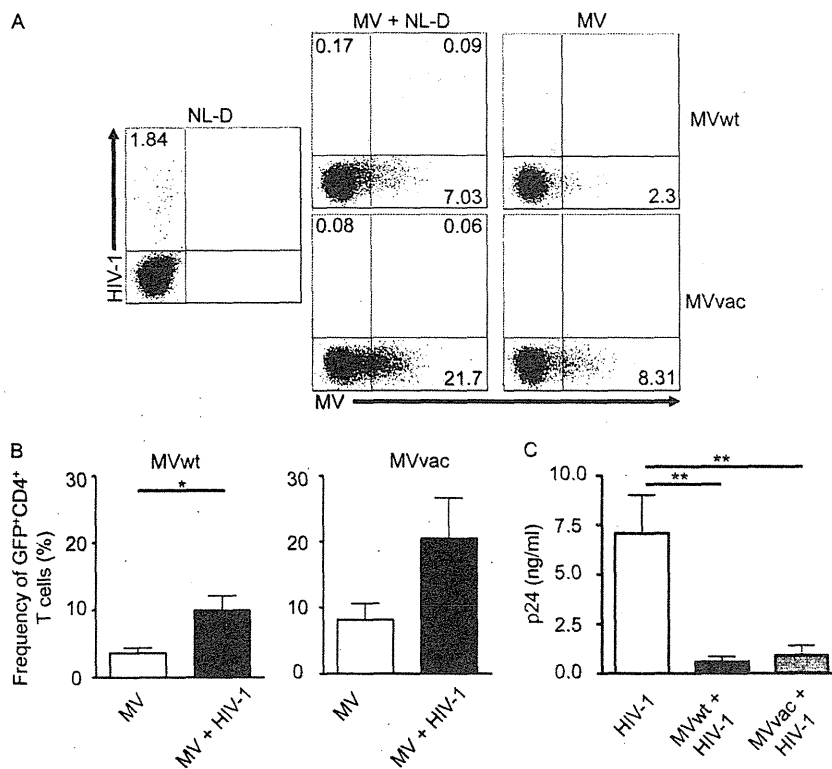 A
MV + NL-D
MV
NL-D
0.17
0.09
MVwt
1.84
7.03
2.3
HIV-1
0.08
0.06
MVvac
21.7
8.31
MV
B
MVwt
MVvac
C
*
**
**
Frequency of GFP+CD4+
T cells (%)
30
20
10
0
30
20
10
0
p24 (ng/ml)
10.0
7.5
5.0
2.5
0.0
MV
MV + HIV-1
MV
MV + HIV-1
HIV-1
MVwt +
HIV-1
MVvac +
HIV-1